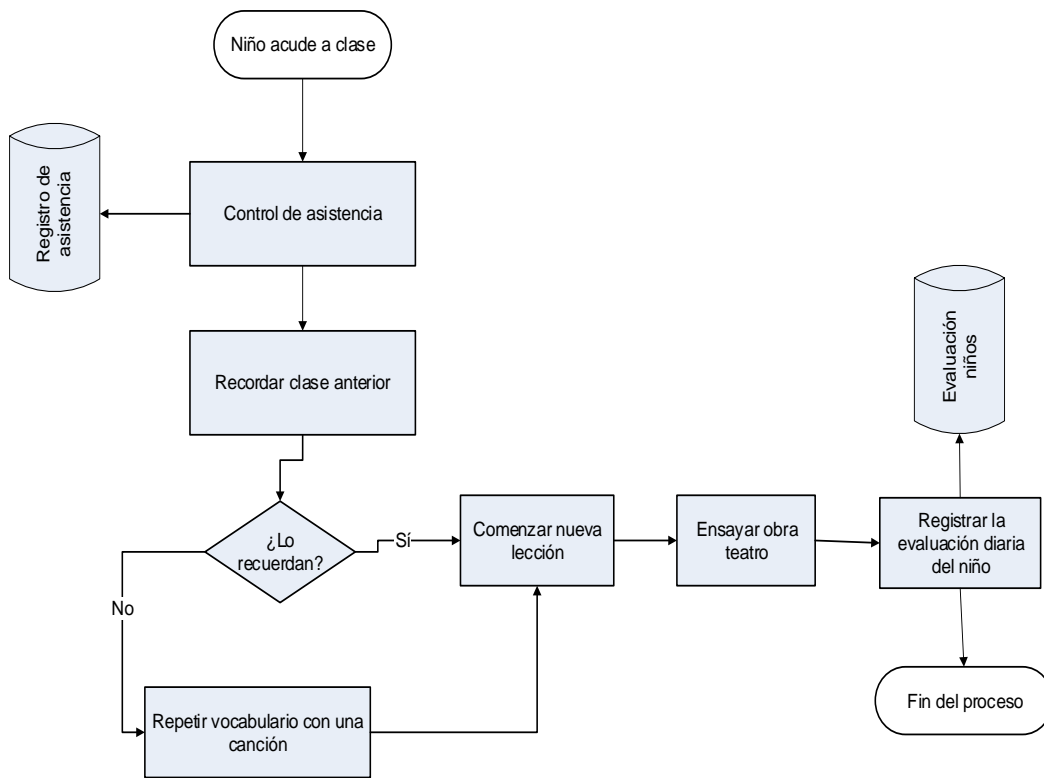 Niño acude a clase
Registro de
asistencia
Control de asistencia
Recordar clase anterior
Evaluación
niños
¿Lo
recuerdan?
Sí
Comenzar nueva
lección
Ensayar obra
teatro
Registrar la
evaluación diaria
del niño
No
Repetir vocabulario con una
canción
Fin del proceso